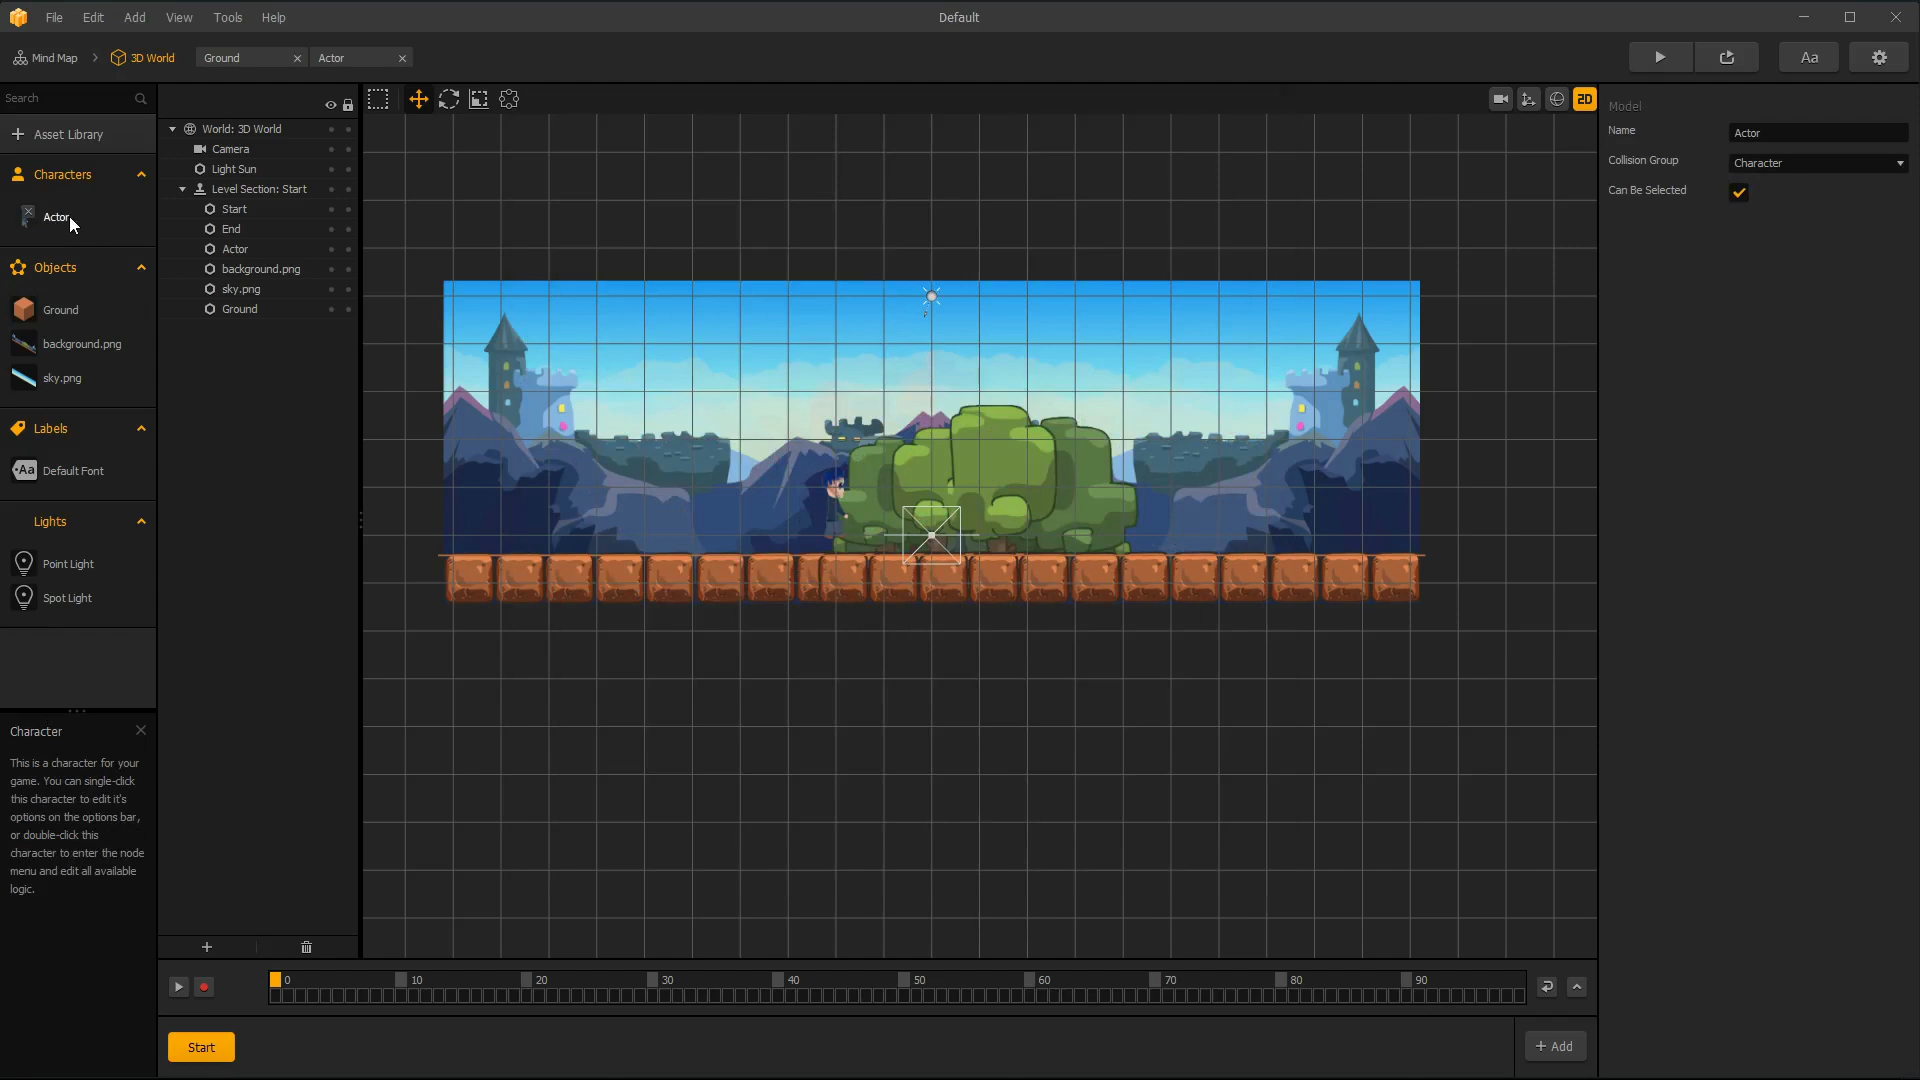 File Edit Add View Tools Help
Default
Mind Map 3D World Ground Actor
Aa
Search
Asset Library
Characters
Actor
Objects
Ground
background.png
sky.png
Labels
Aa Default Font
Lights
Point Light
Spot Light
Character
This is a character for your
game. You can single-click
this character to edit it's
options on the options bar,
or double-click this
character to enter the node
menu and edit all available
logic.
World: 3D World
Camera
Light Sun
Level Section: Start
Start
End
Actor
background.png
sky.png
Ground
2D
Model
Name Actor
Collision Group Character
Can Be Selected
0 10 20 30 40 50 60 70 80 90
Start
+ Add